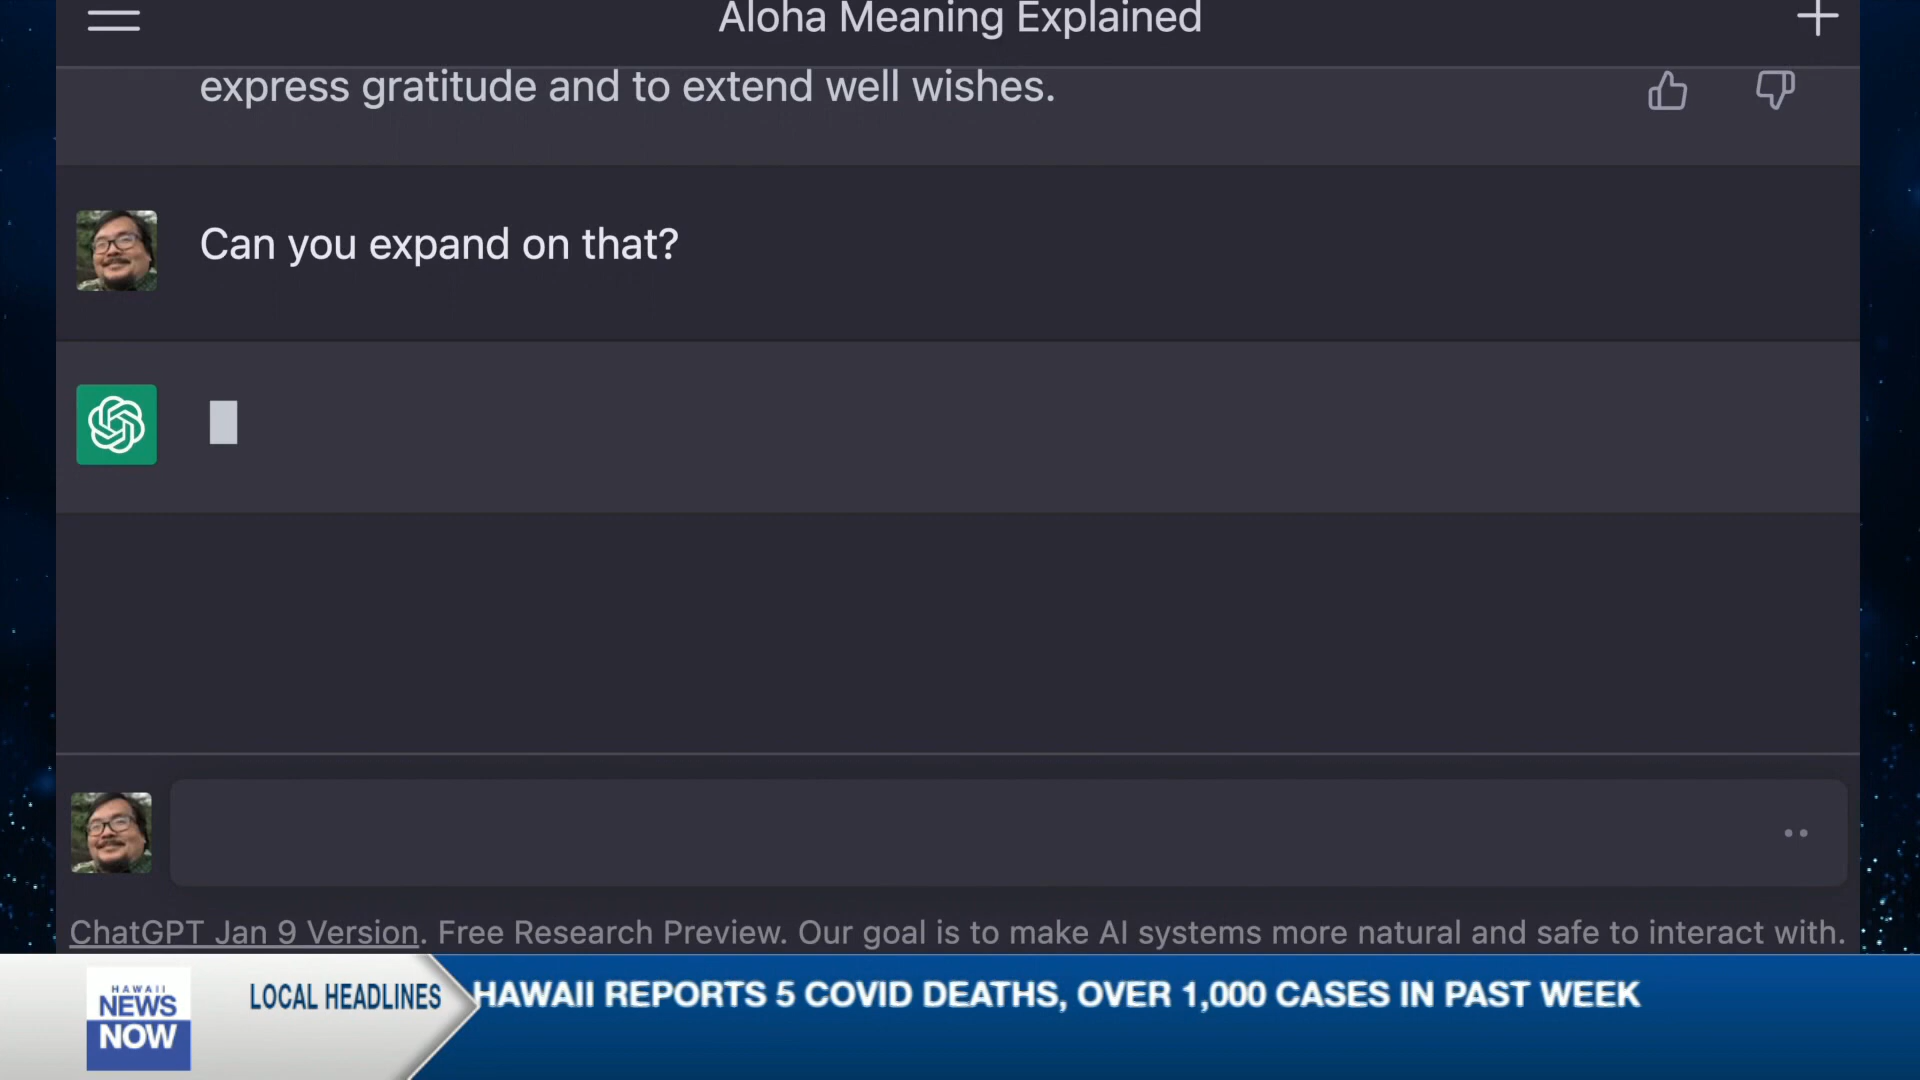 Aloha Meaning Explained
express gratitude and to extend well wishes.
Can you expand on that?
ChatGPT Jan 9 Version. Free Research Preview. Our goal is to make AI systems more natural and safe to interact with.
HAWAII
NEWS
NOW
LOCAL HEADLINES
HAWAII REPORTS 5 COVID DEATHS, OVER 1,000 CASES IN PAST WEEK